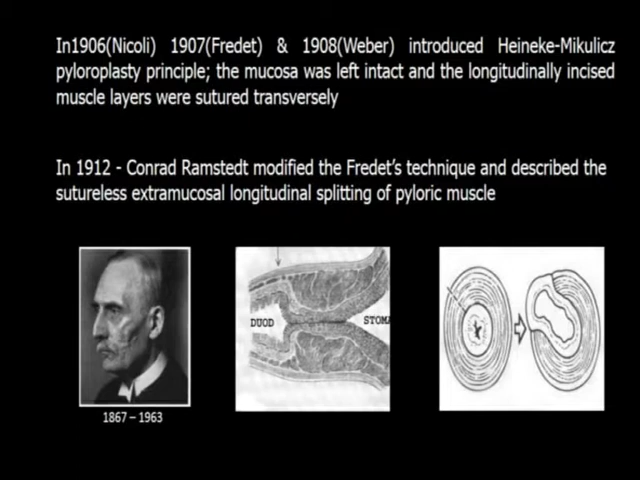 In1906(Nicoli) 1907(Fredet) & 1908(Weber) introduced Heineke-Mikulicz
pyloroplasty principle; the mucosa was left intact and the longitudinally incised
muscle layers were sutured transversely
In 1912 - Conrad Ramstedt modified the Fredet's technique and described the
sutureless extramucosal longitudinal splitting of pyloric muscle
DUOD STOMA
1867 – 1963